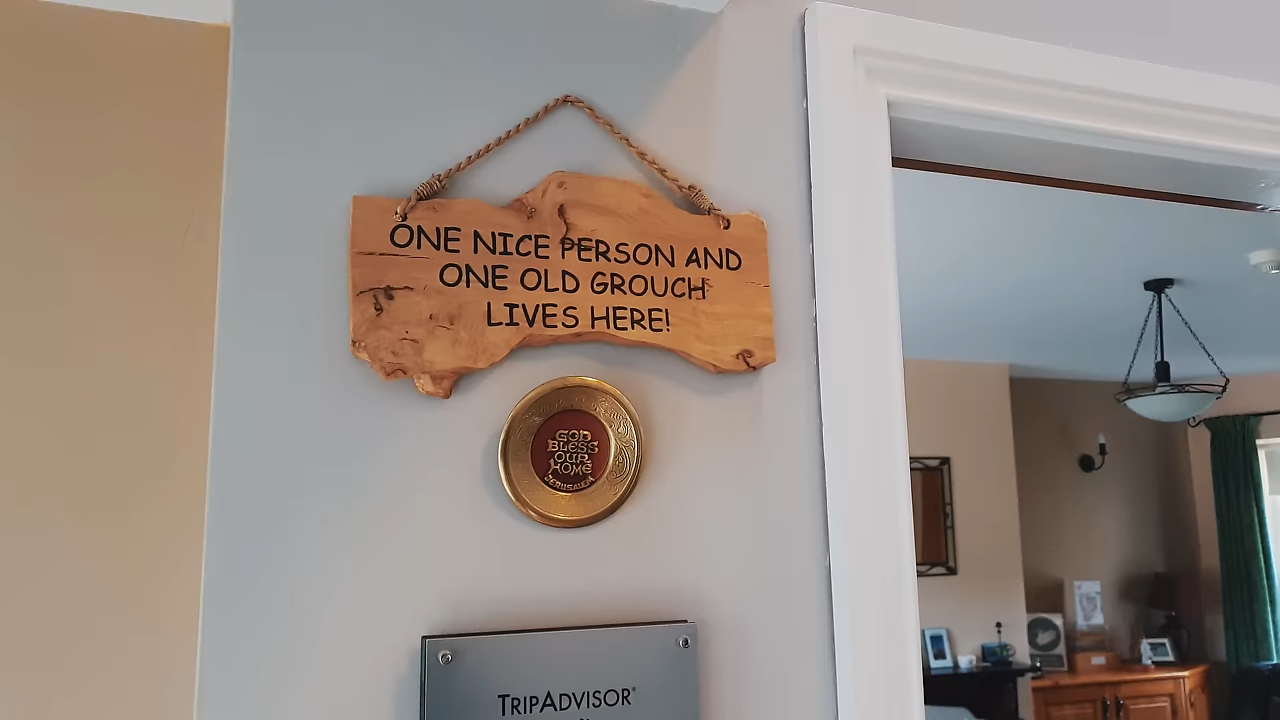 ONE NICE PERSON AND
ONE OLD GROUCH
LIVES HERE!
GOD
BLESS
OUR
HOME
JERUSALEM
TRIPADVISOR®